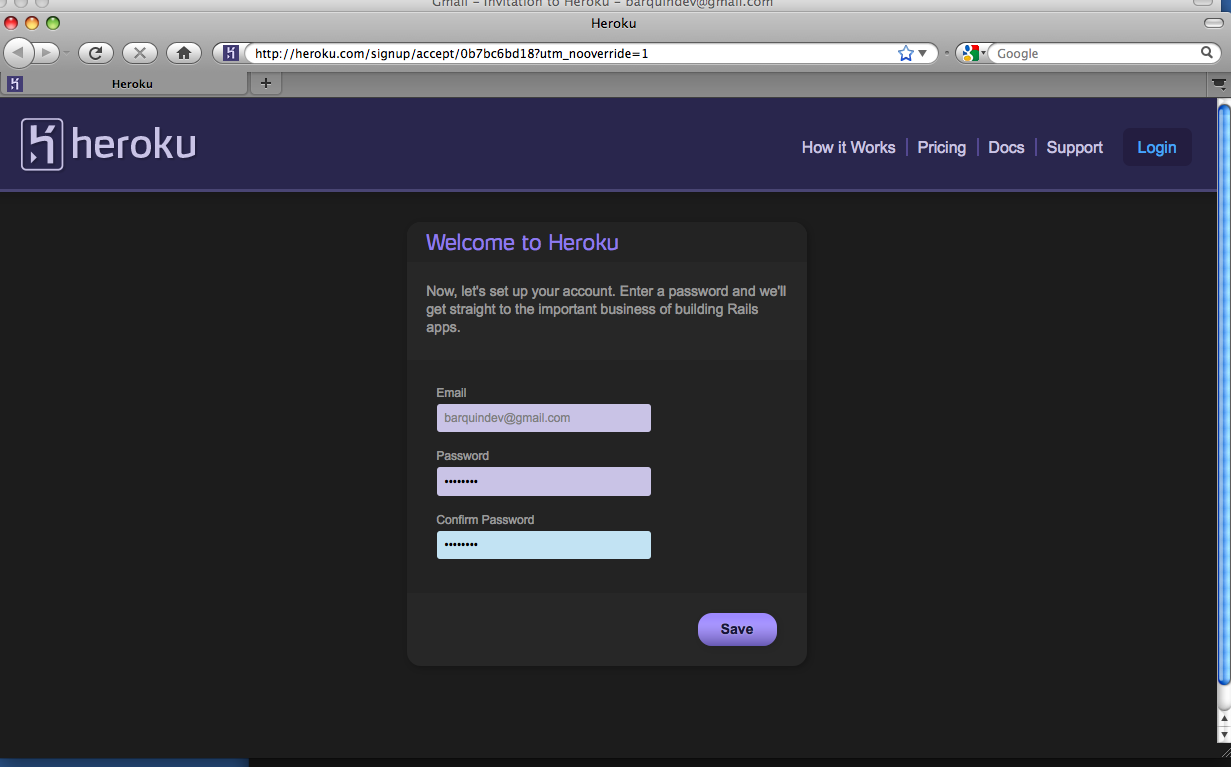 Gmail - Invitation to Heroku - barquindev@gmail.com
Heroku
http://heroku.com/signup/accept/0b7bc6bd18?utm_nooverride=1
Google
Heroku
heroku
How it Works
Pricing
Docs
Support
Login
Welcome to Heroku
Now, let's set up your account. Enter a password and we'll
get straight to the important business of building Rails
apps.
Email
barquindev@gmail.com
Password
••••••••
Confirm Password
••••••••
Save